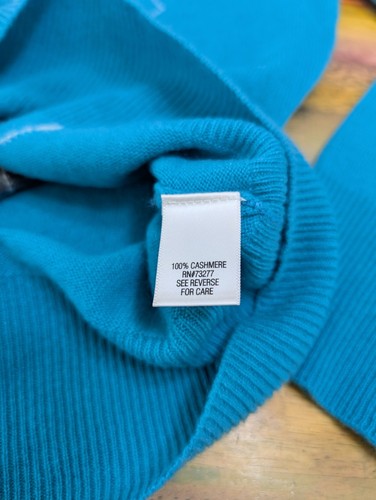 100% CASHMERE
RN#73277
SEE REVERSE
FOR CARE